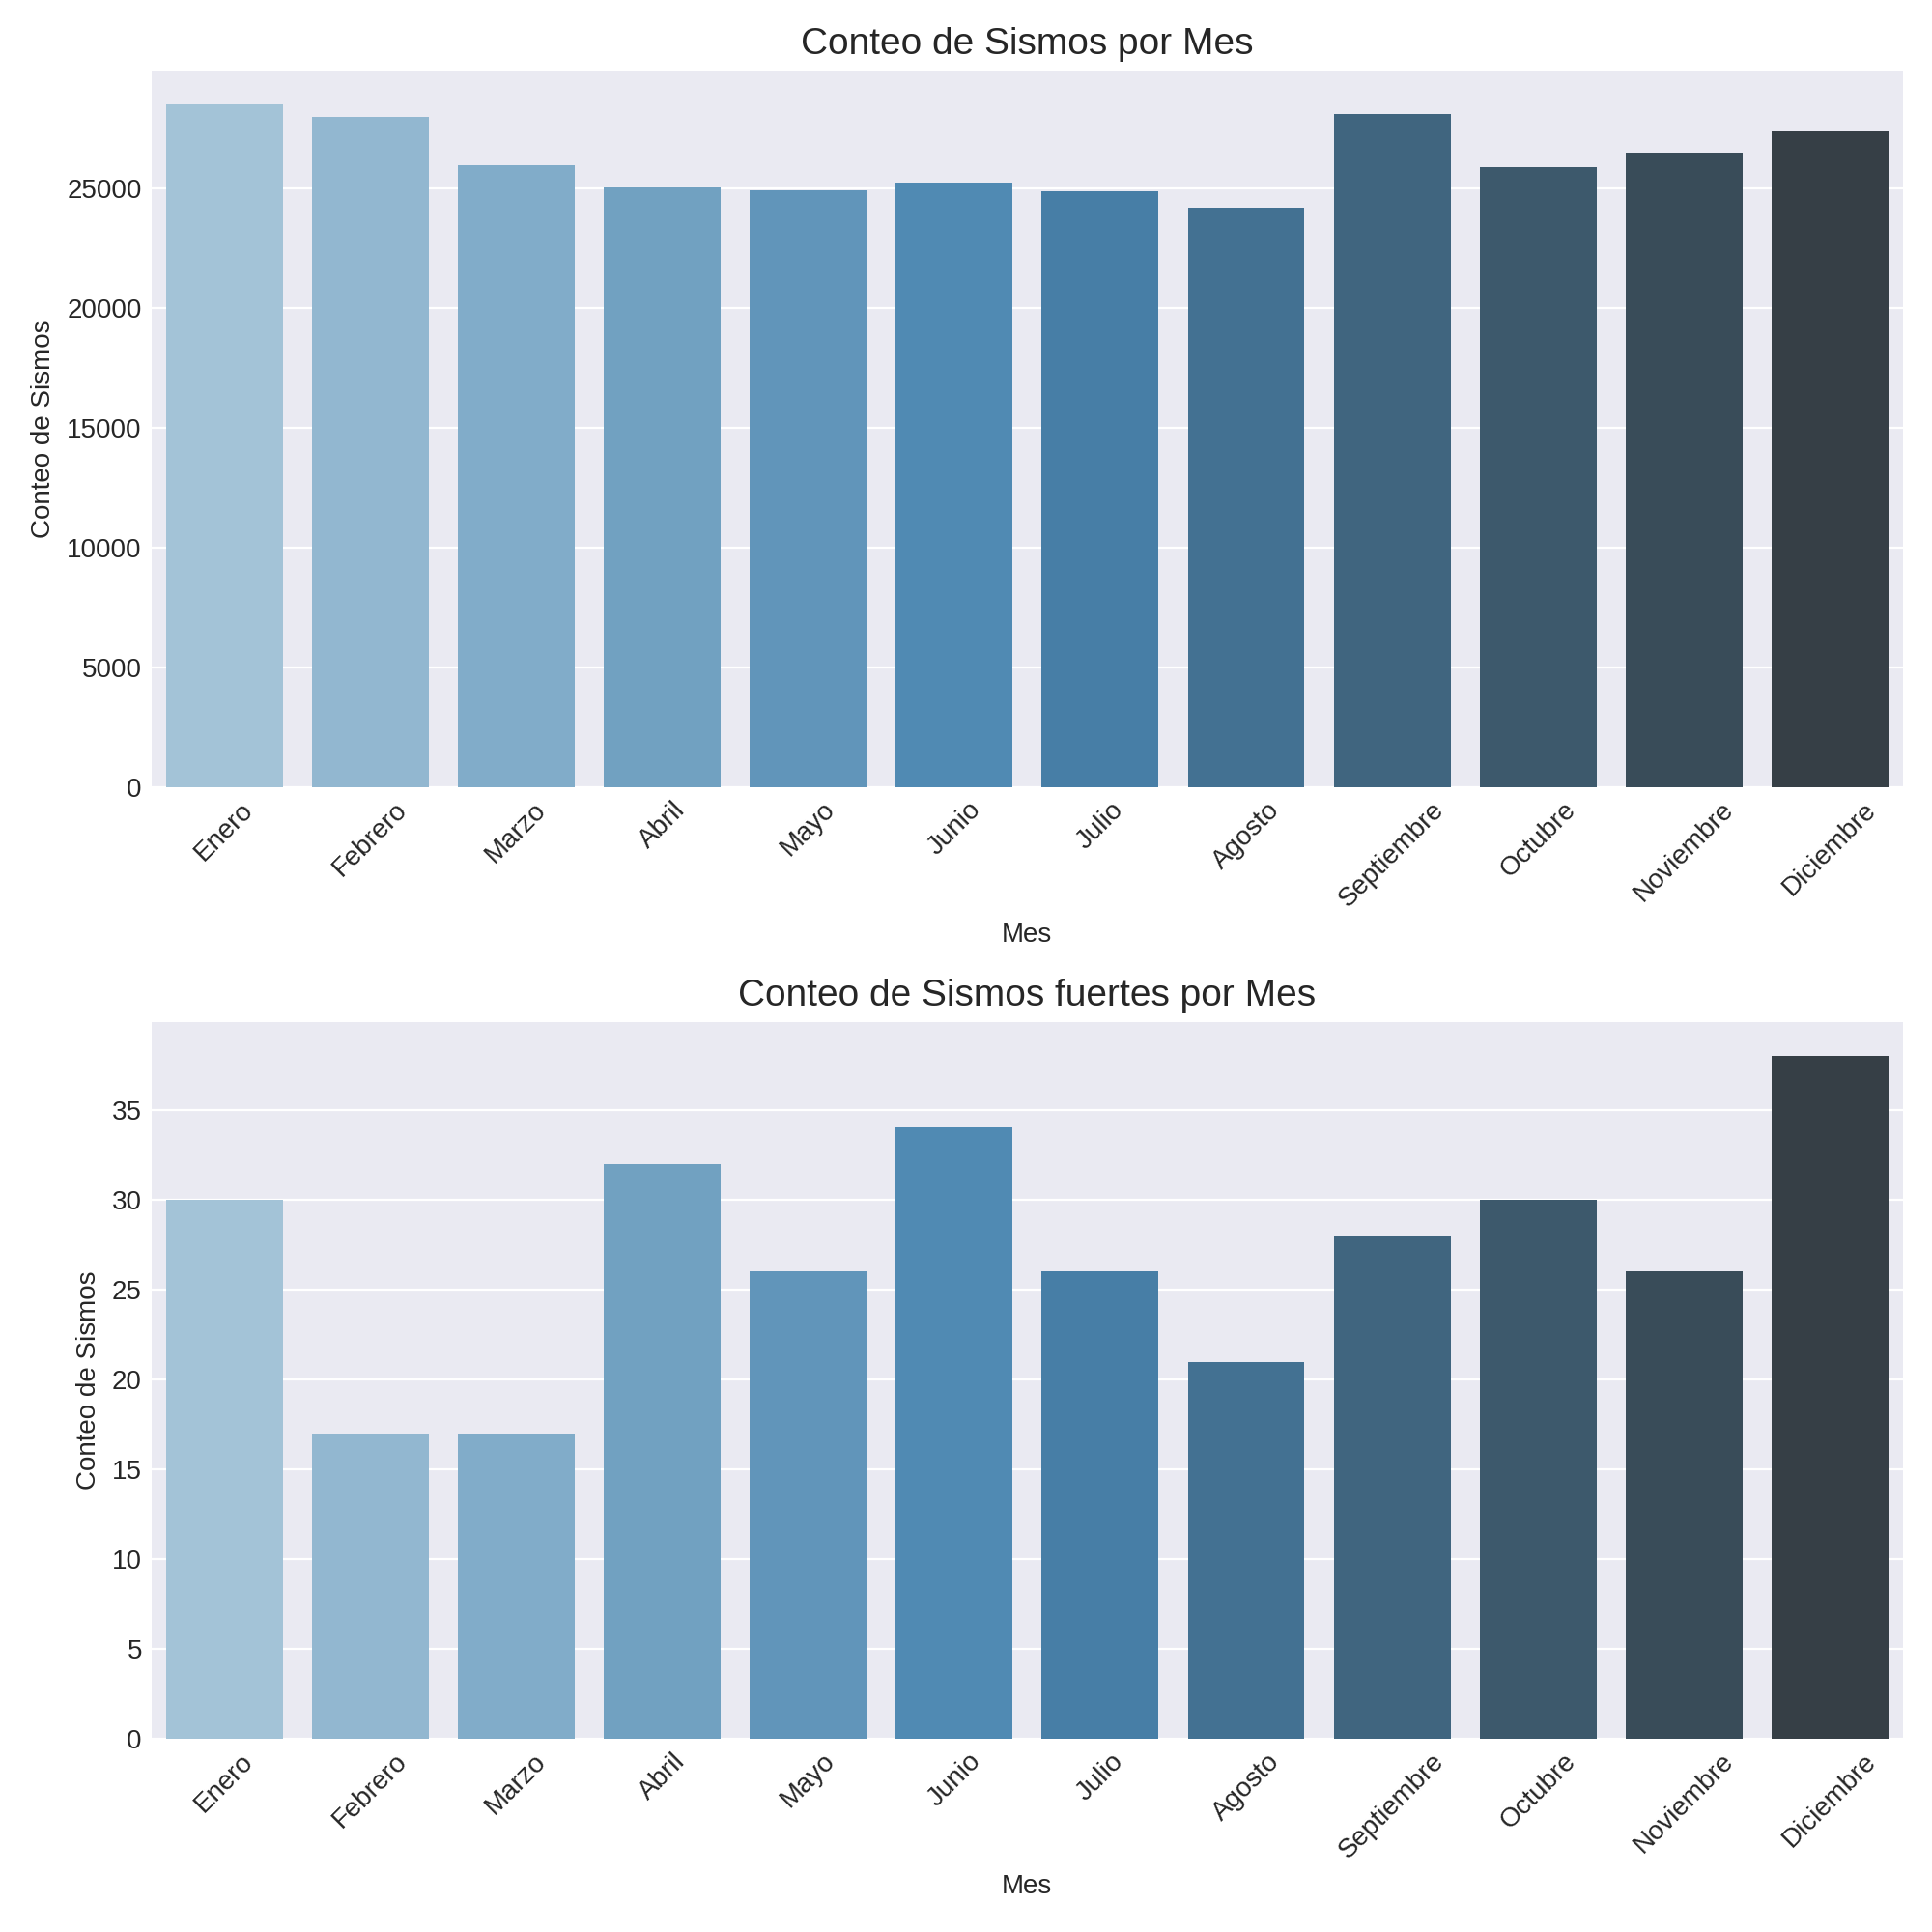 Conteo de Sismos por Mes
Conteo de Sismos
25000
20000
15000
10000
5000
0
Enero
Febrero
Marzo
Abril
Mayo
Junio
Julio
Agosto
Septiembre
Octubre
Noviembre
Diciembre
Mes
Conteo de Sismos fuertes por Mes
Conteo de Sismos
35
30
25
20
15
10
5
0
Enero
Febrero
Marzo
Abril
Mayo
Junio
Julio
Agosto
Septiembre
Octubre
Noviembre
Diciembre
Mes